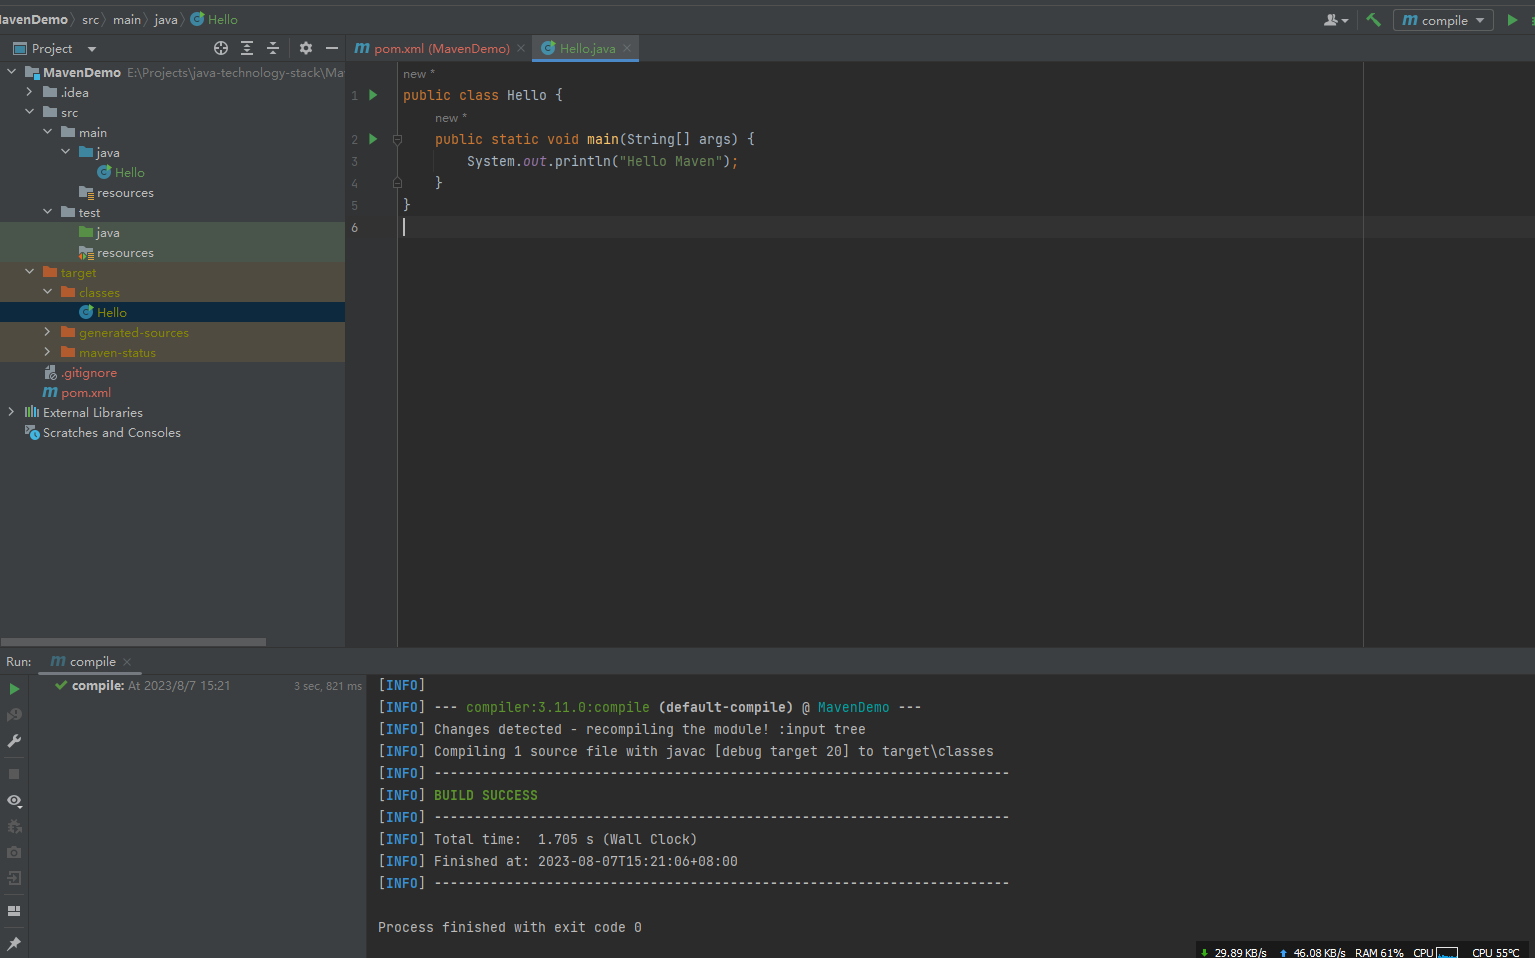 MavenDemo src main java Hello
compile
Project
pom.xml (MavenDemo)
Hello.java
MavenDemo E:\Projects\java-technology-stack\Ma
.idea
src
main
java
Hello
resources
test
java
resources
target
classes
Hello
generated-sources
maven-status
.gitignore
pom.xml
External Libraries
Scratches and Consoles
new *
1 public class Hello {
new *
2 public static void main(String[] args) {
3 System.out.println("Hello Maven");
4 }
5 }
6
Run: compile
compile: At 2023/8/7 15:21 3 sec, 821 ms
[INFO]
[INFO] --- compiler:3.11.0:compile (default-compile) @ MavenDemo ---
[INFO] Changes detected - recompiling the module! :input tree
[INFO] Compiling 1 source file with javac [debug target 20] to target\classes
[INFO] ------------------------------------------------------------------------
[INFO] BUILD SUCCESS
[INFO] ------------------------------------------------------------------------
[INFO] Total time:  1.705 s (Wall Clock)
[INFO] Finished at: 2023-08-07T15:21:06+08:00
[INFO] ------------------------------------------------------------------------
Process finished with exit code 0
29.89 KB/s 46.08 KB/s RAM 61% CPU CPU 55°C